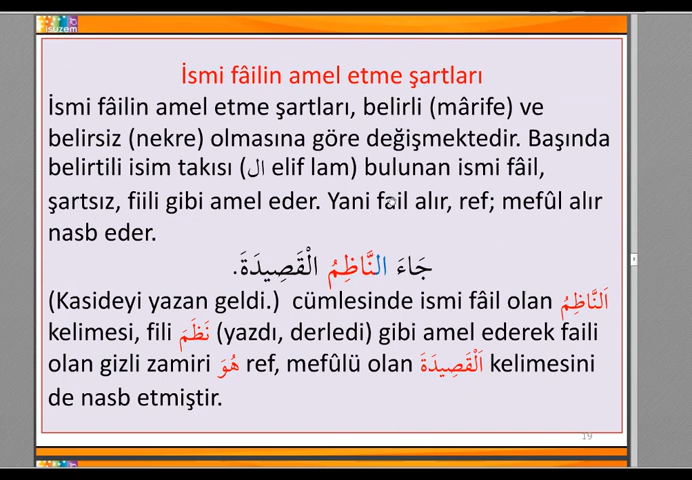 isuzem
İsmi fâilin amel etme şartları
İsmi fâilin amel etme şartları, belirli (mârife) ve
belirsiz (nekre) olmasına göre değişmektedir. Başında
belirtili isim takısı (ال elif lam) bulunan ismi fâil,
şartsız, fiili gibi amel eder. Yani fail alır, ref; mefûl alır
nasb eder.
جَاءَ النَّاظِمُ الْقَصِيدَةَ.
(Kasideyi yazan geldi.) cümlesinde ismi fâil olan اَلنَّاظِمُ
kelimesi, fili نَظَمَ (yazdı, derledi) gibi amel ederek faili
olan gizli zamiri هُوَ ref, mefûlü olan اَلْقَصِيدَةَ kelimesini
de nasb etmiştir.
19